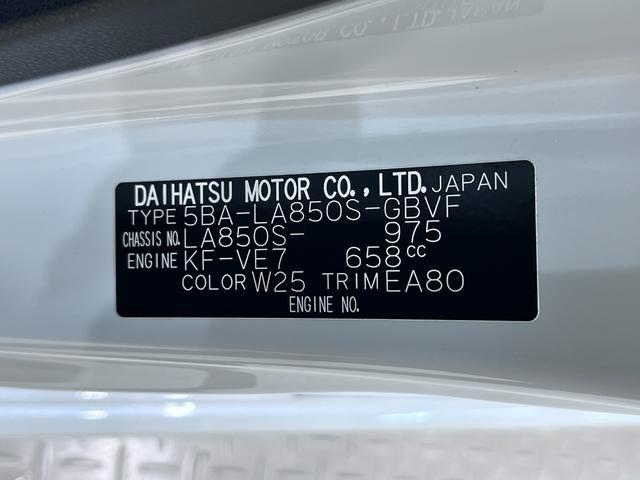 DAIHATSU MOTOR CO.,LTD. JAPAN
TYPE 5BA-LA850S-GBVF
CHASSIS NO. LA850S- 975
ENGINE KF-VE7 658cc
COLOR W25 TRIM EA80
ENGINE NO.